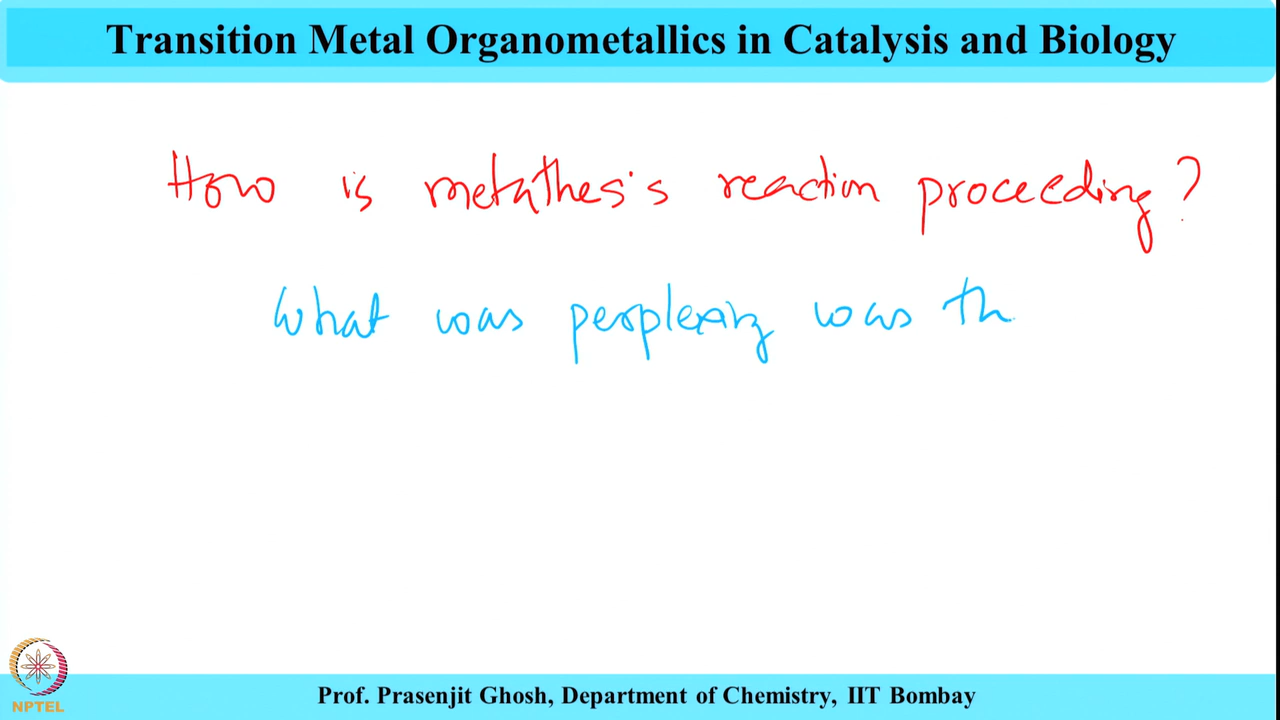 Transition Metal Organometallics in Catalysis and Biology
How is metathesis reaction proceeding?
What was perplexing was th
Prof. Prasenjit Ghosh, Department of Chemistry, IIT Bombay
NPTEL